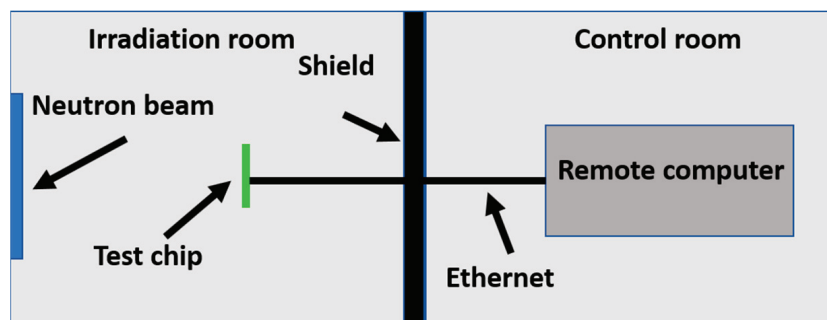 Irradiation room
Control room
Shield
Neutron beam
Remote computer
Test chip
Ethernet